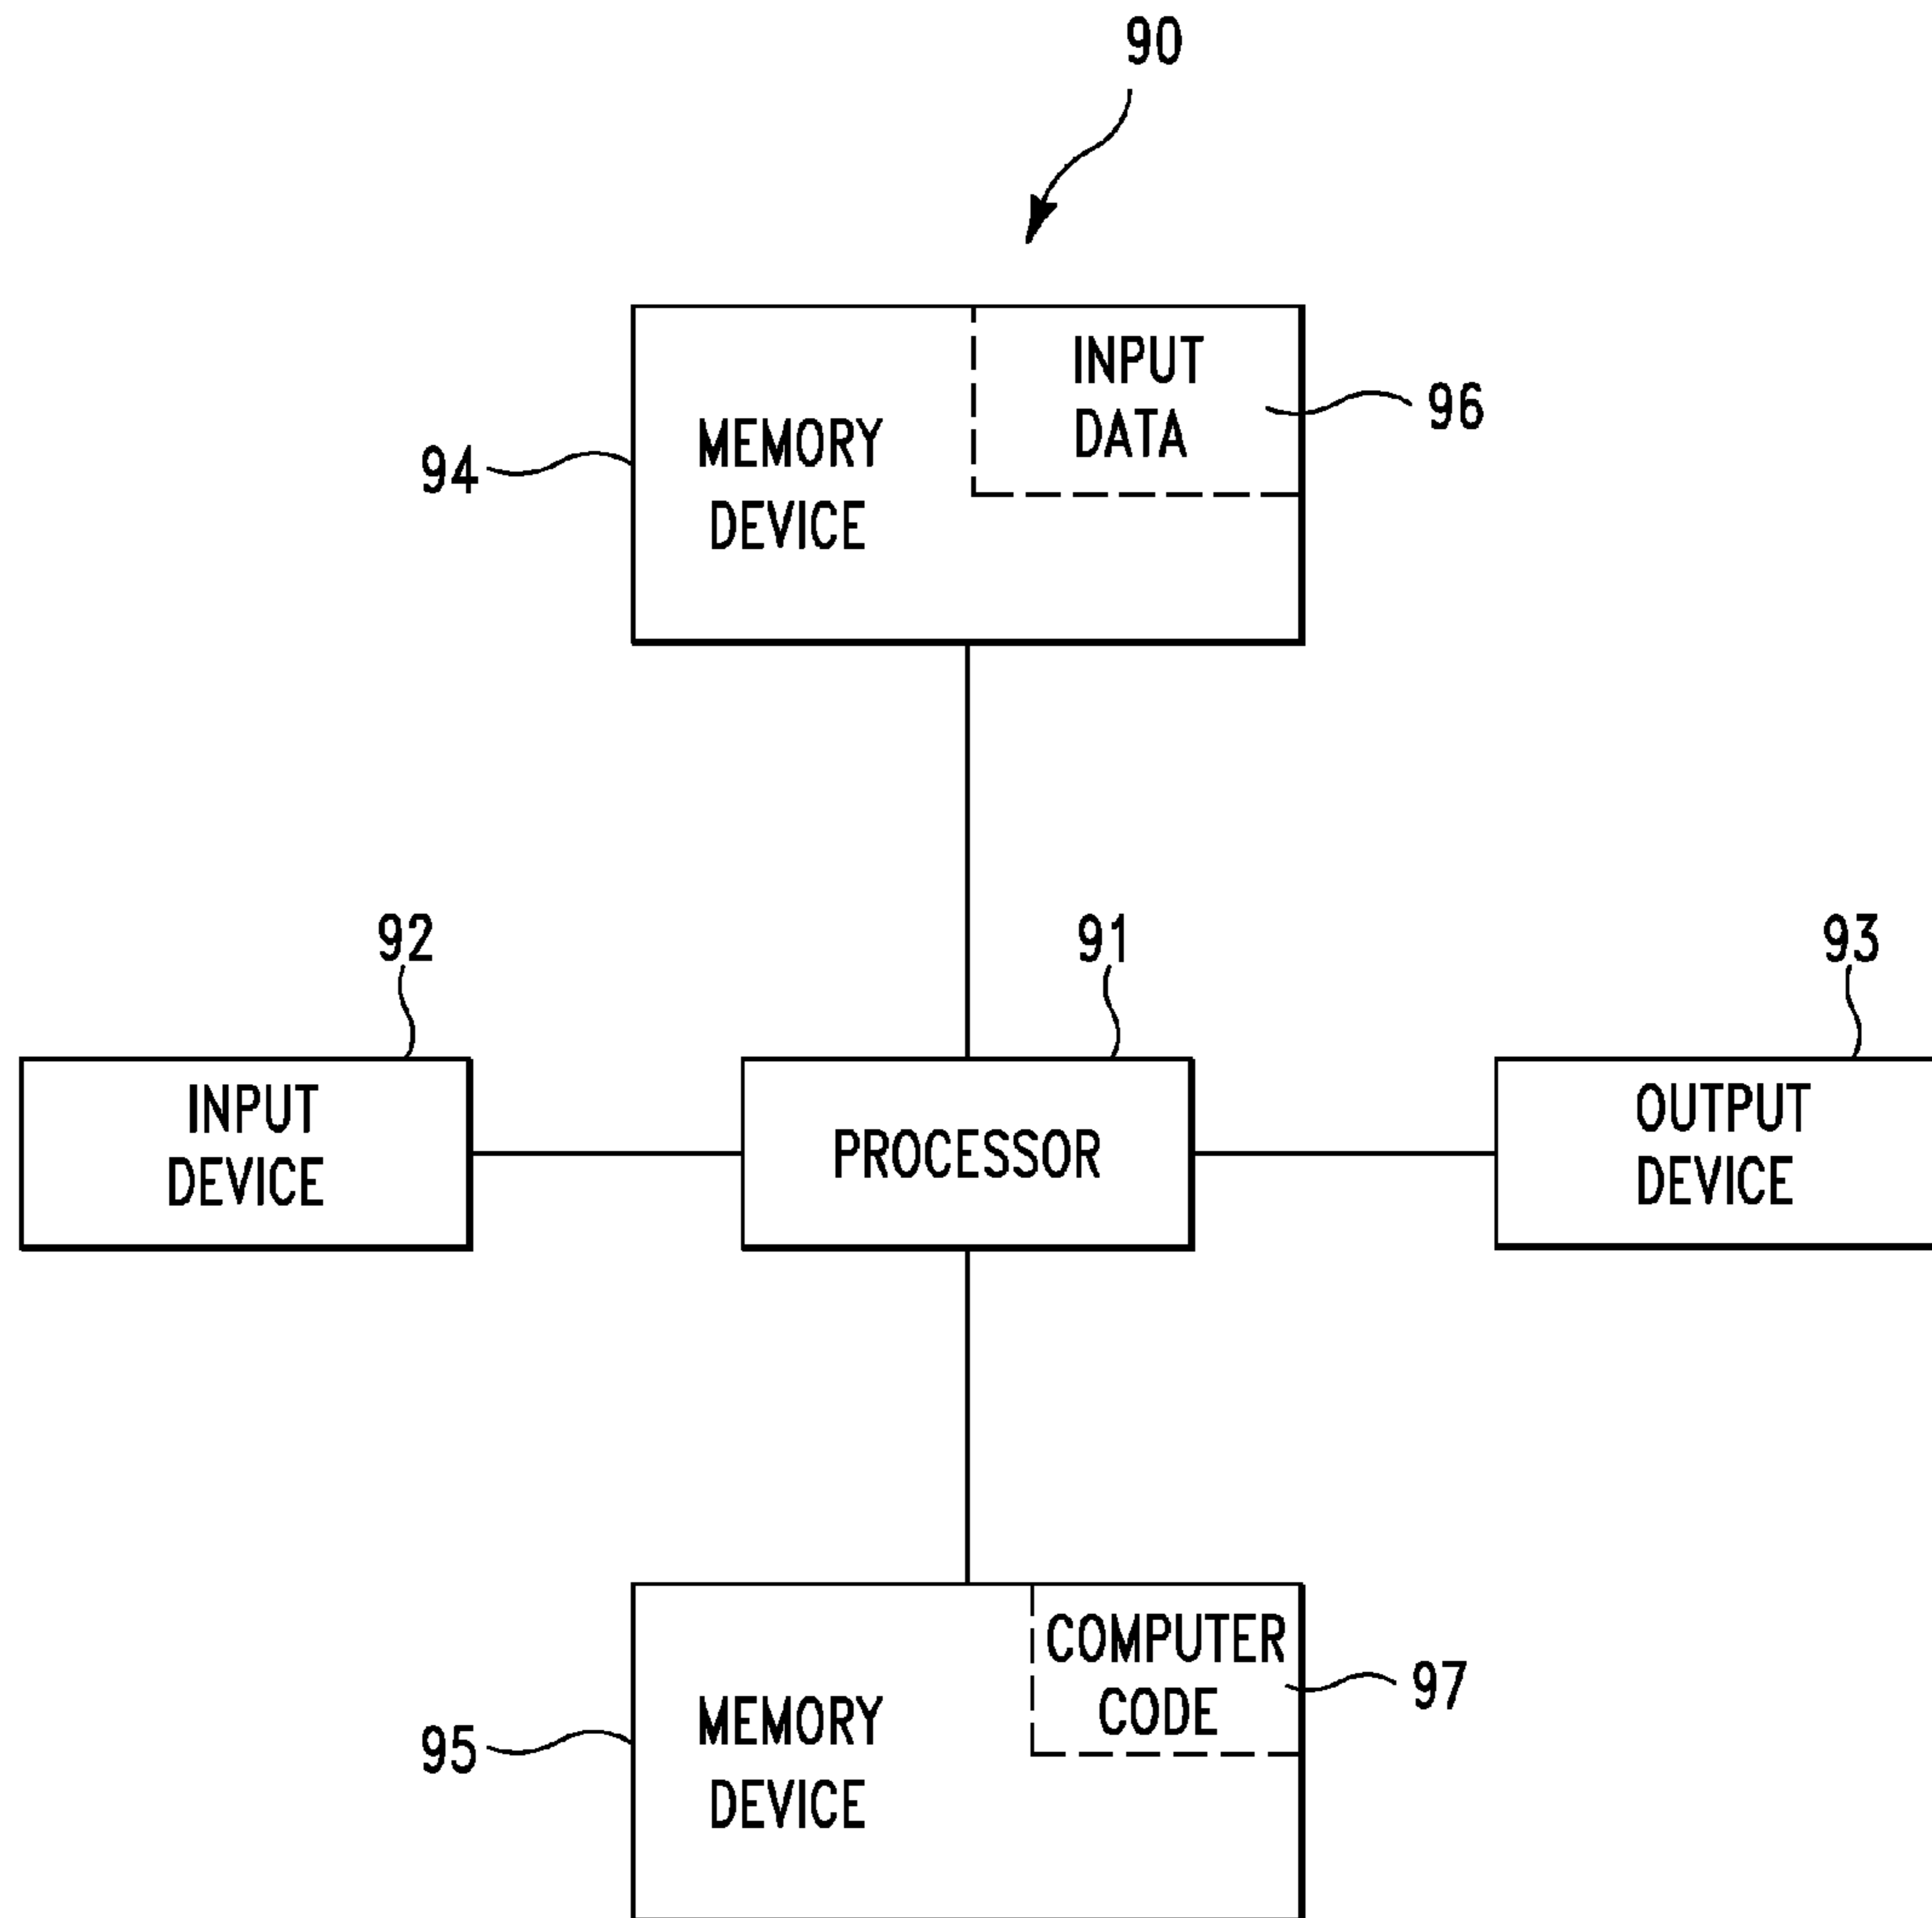 90
INPUT
DATA
96
MEMORY
DEVICE
94
92
91
93
INPUT
DEVICE
PROCESSOR
OUTPUT
DEVICE
COMPUTER
CODE
97
MEMORY
DEVICE
95